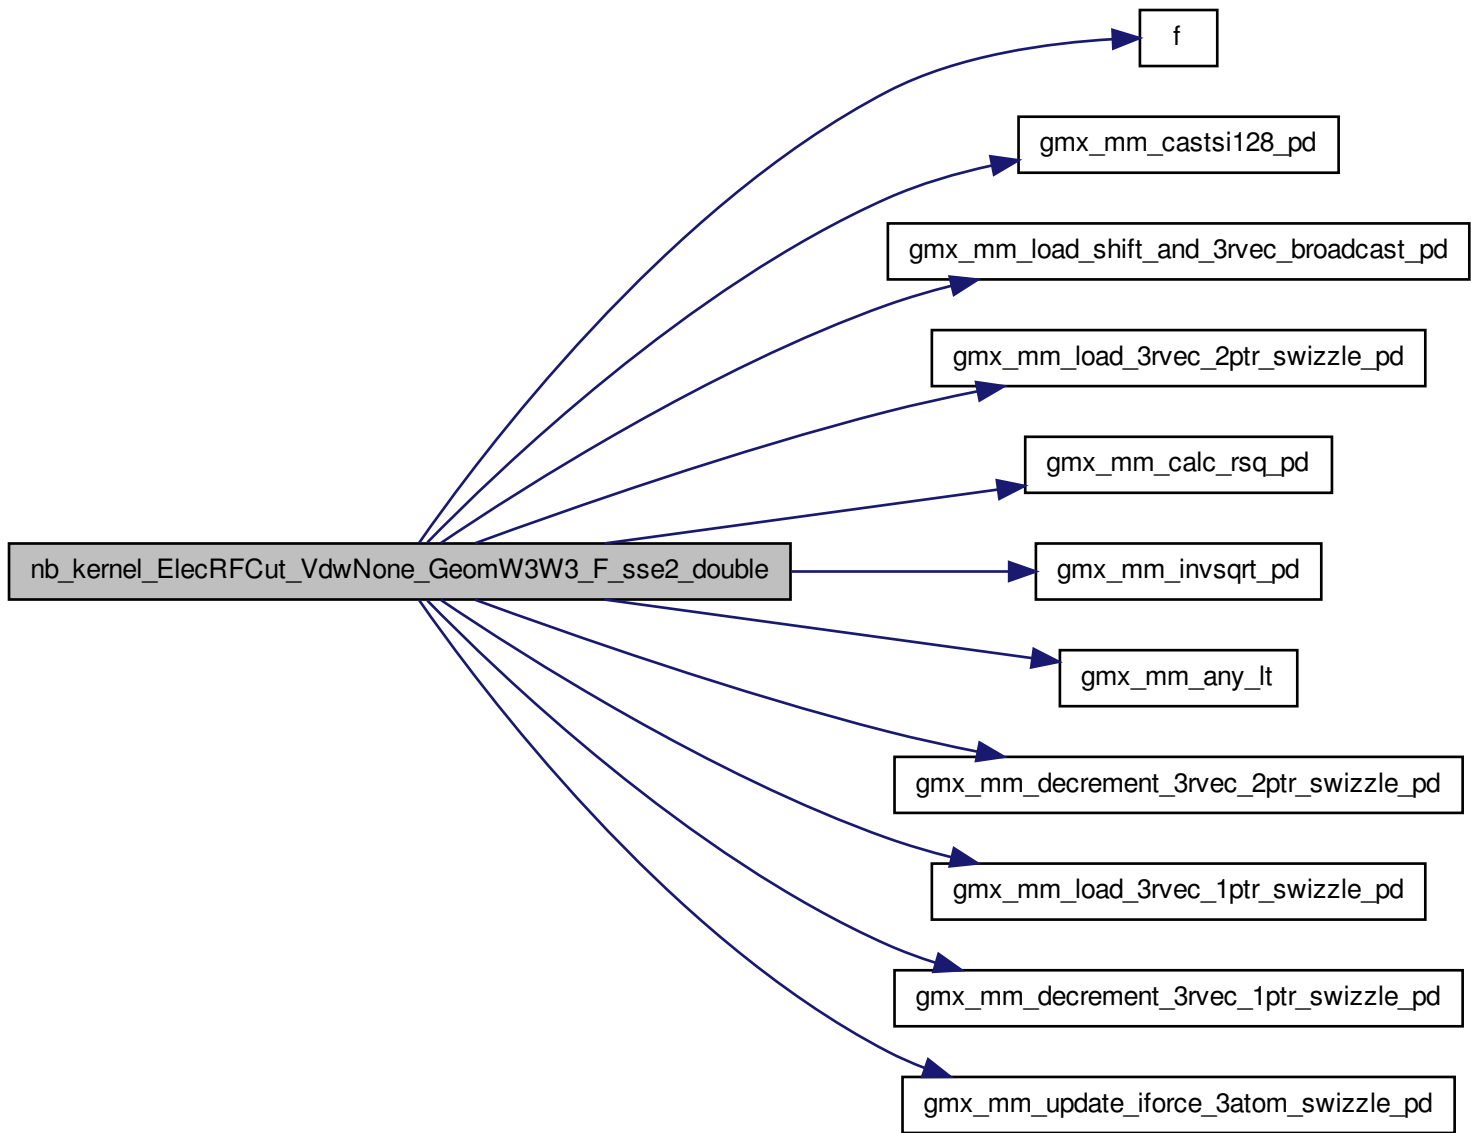 f
gmx_mm_castsi128_pd
gmx_mm_load_shift_and_3rvec_broadcast_pd
gmx_mm_load_3rvec_2ptr_swizzle_pd
gmx_mm_calc_rsq_pd
nb_kernel_ElecRFCut_VdwNone_GeomW3W3_F_sse2_double
gmx_mm_invsqrt_pd
gmx_mm_any_lt
gmx_mm_decrement_3rvec_2ptr_swizzle_pd
gmx_mm_load_3rvec_1ptr_swizzle_pd
gmx_mm_decrement_3rvec_1ptr_swizzle_pd
gmx_mm_update_iforce_3atom_swizzle_pd